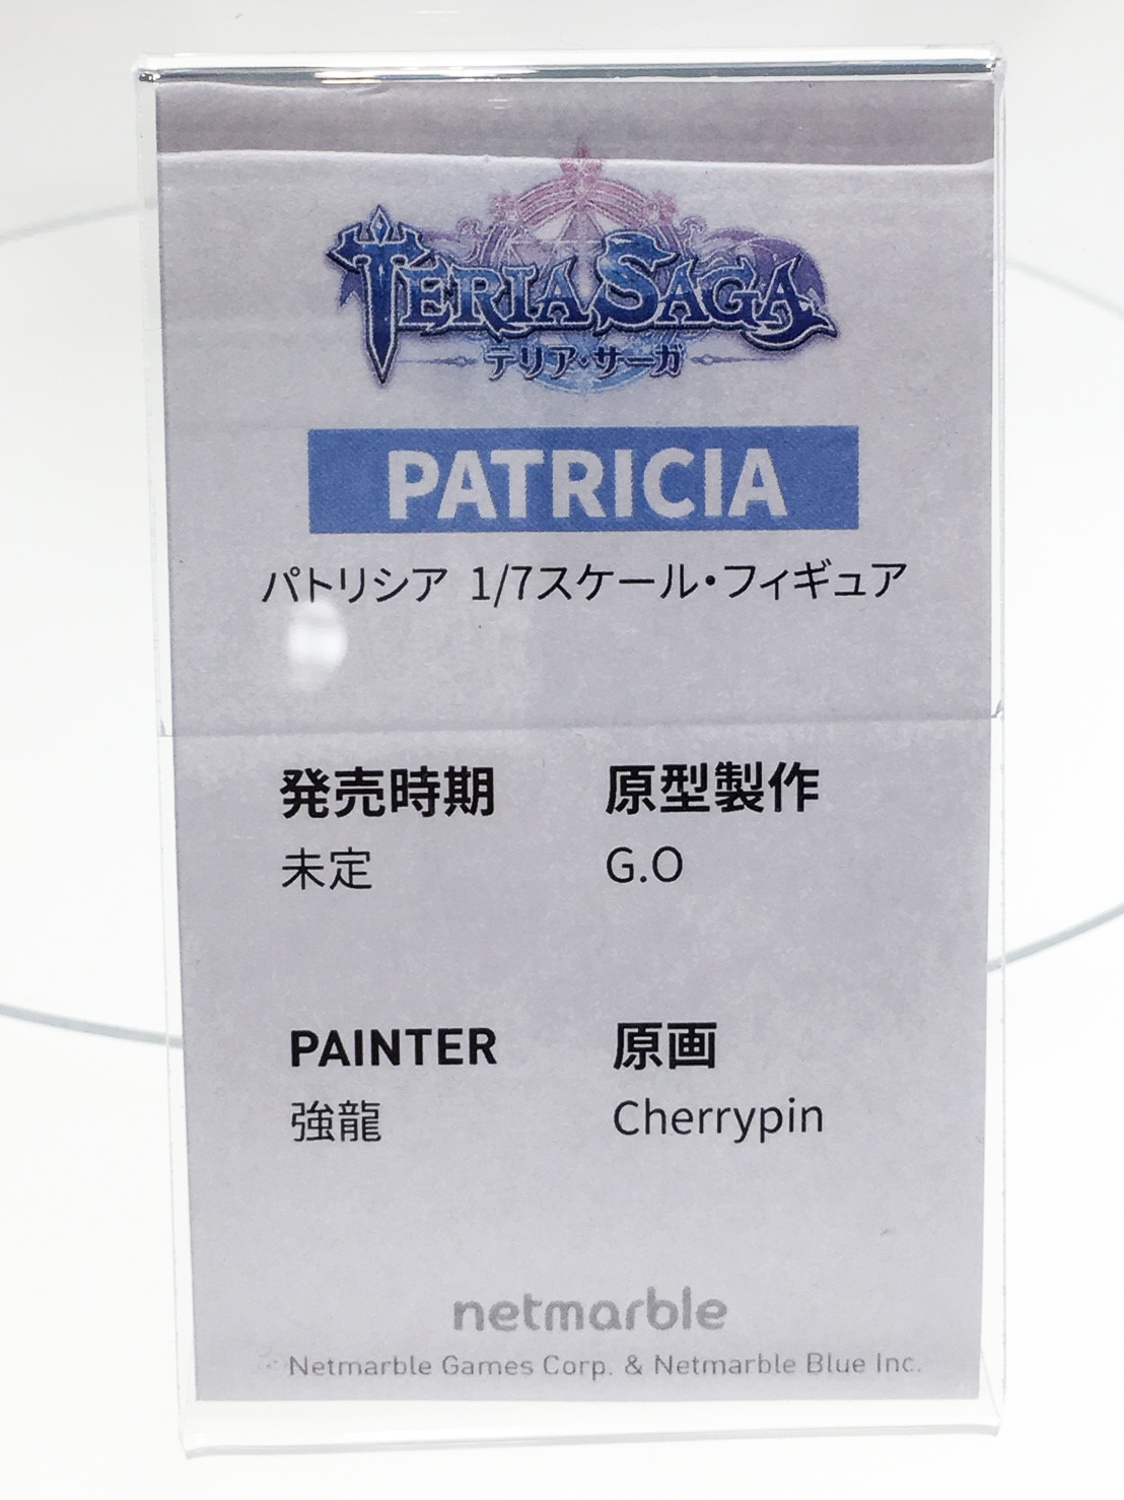 TERIA SAGA
テリア・サーガ
PATRICIA
パトリシア 1/7スケール・フィギュア
発売時期 原型製作
未定 G.O
PAINTER 原画
強龍 Cherrypin
netmarble
Netmarble Games Corp. & Netmarble Blue Inc.